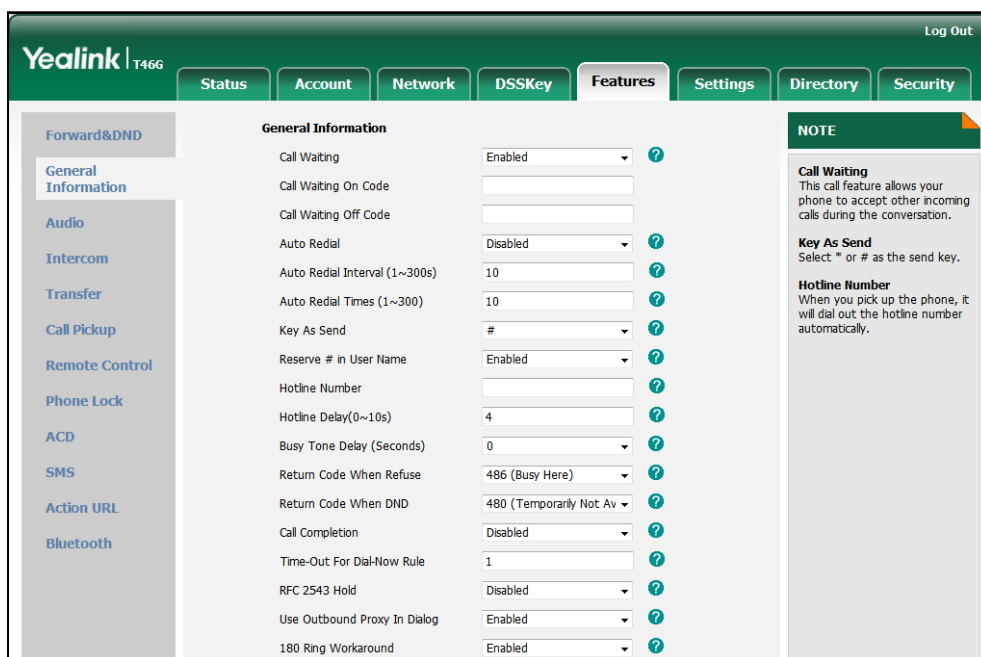 Log Out
Yealink | T46G
Status Account Network DSSKey Features Settings Directory Security
Forward&DND
General
Information
Audio
Intercom
Transfer
Call Pickup
Remote Control
Phone Lock
ACD
SMS
Action URL
Bluetooth
General Information
Call Waiting Enabled ?
Call Waiting On Code
Call Waiting Off Code
Auto Redial Disabled ?
Auto Redial Interval (1~300s) 10 ?
Auto Redial Times (1~300) 10 ?
Key As Send # ?
Reserve # in User Name Enabled ?
Hotline Number ?
Hotline Delay(0~10s) 4 ?
Busy Tone Delay (Seconds) 0 ?
Return Code When Refuse 486 (Busy Here) ?
Return Code When DND 480 (Temporarily Not Av ?
Call Completion Disabled ?
Time-Out For Dial-Now Rule 1 ?
RFC 2543 Hold Disabled ?
Use Outbound Proxy In Dialog Enabled ?
180 Ring Workaround Enabled ?
NOTE
Call Waiting
This call feature allows your
phone to accept other incoming
calls during the conversation.
Key As Send
Select * or # as the send key.
Hotline Number
When you pick up the phone, it
will dial out the hotline number
automatically.